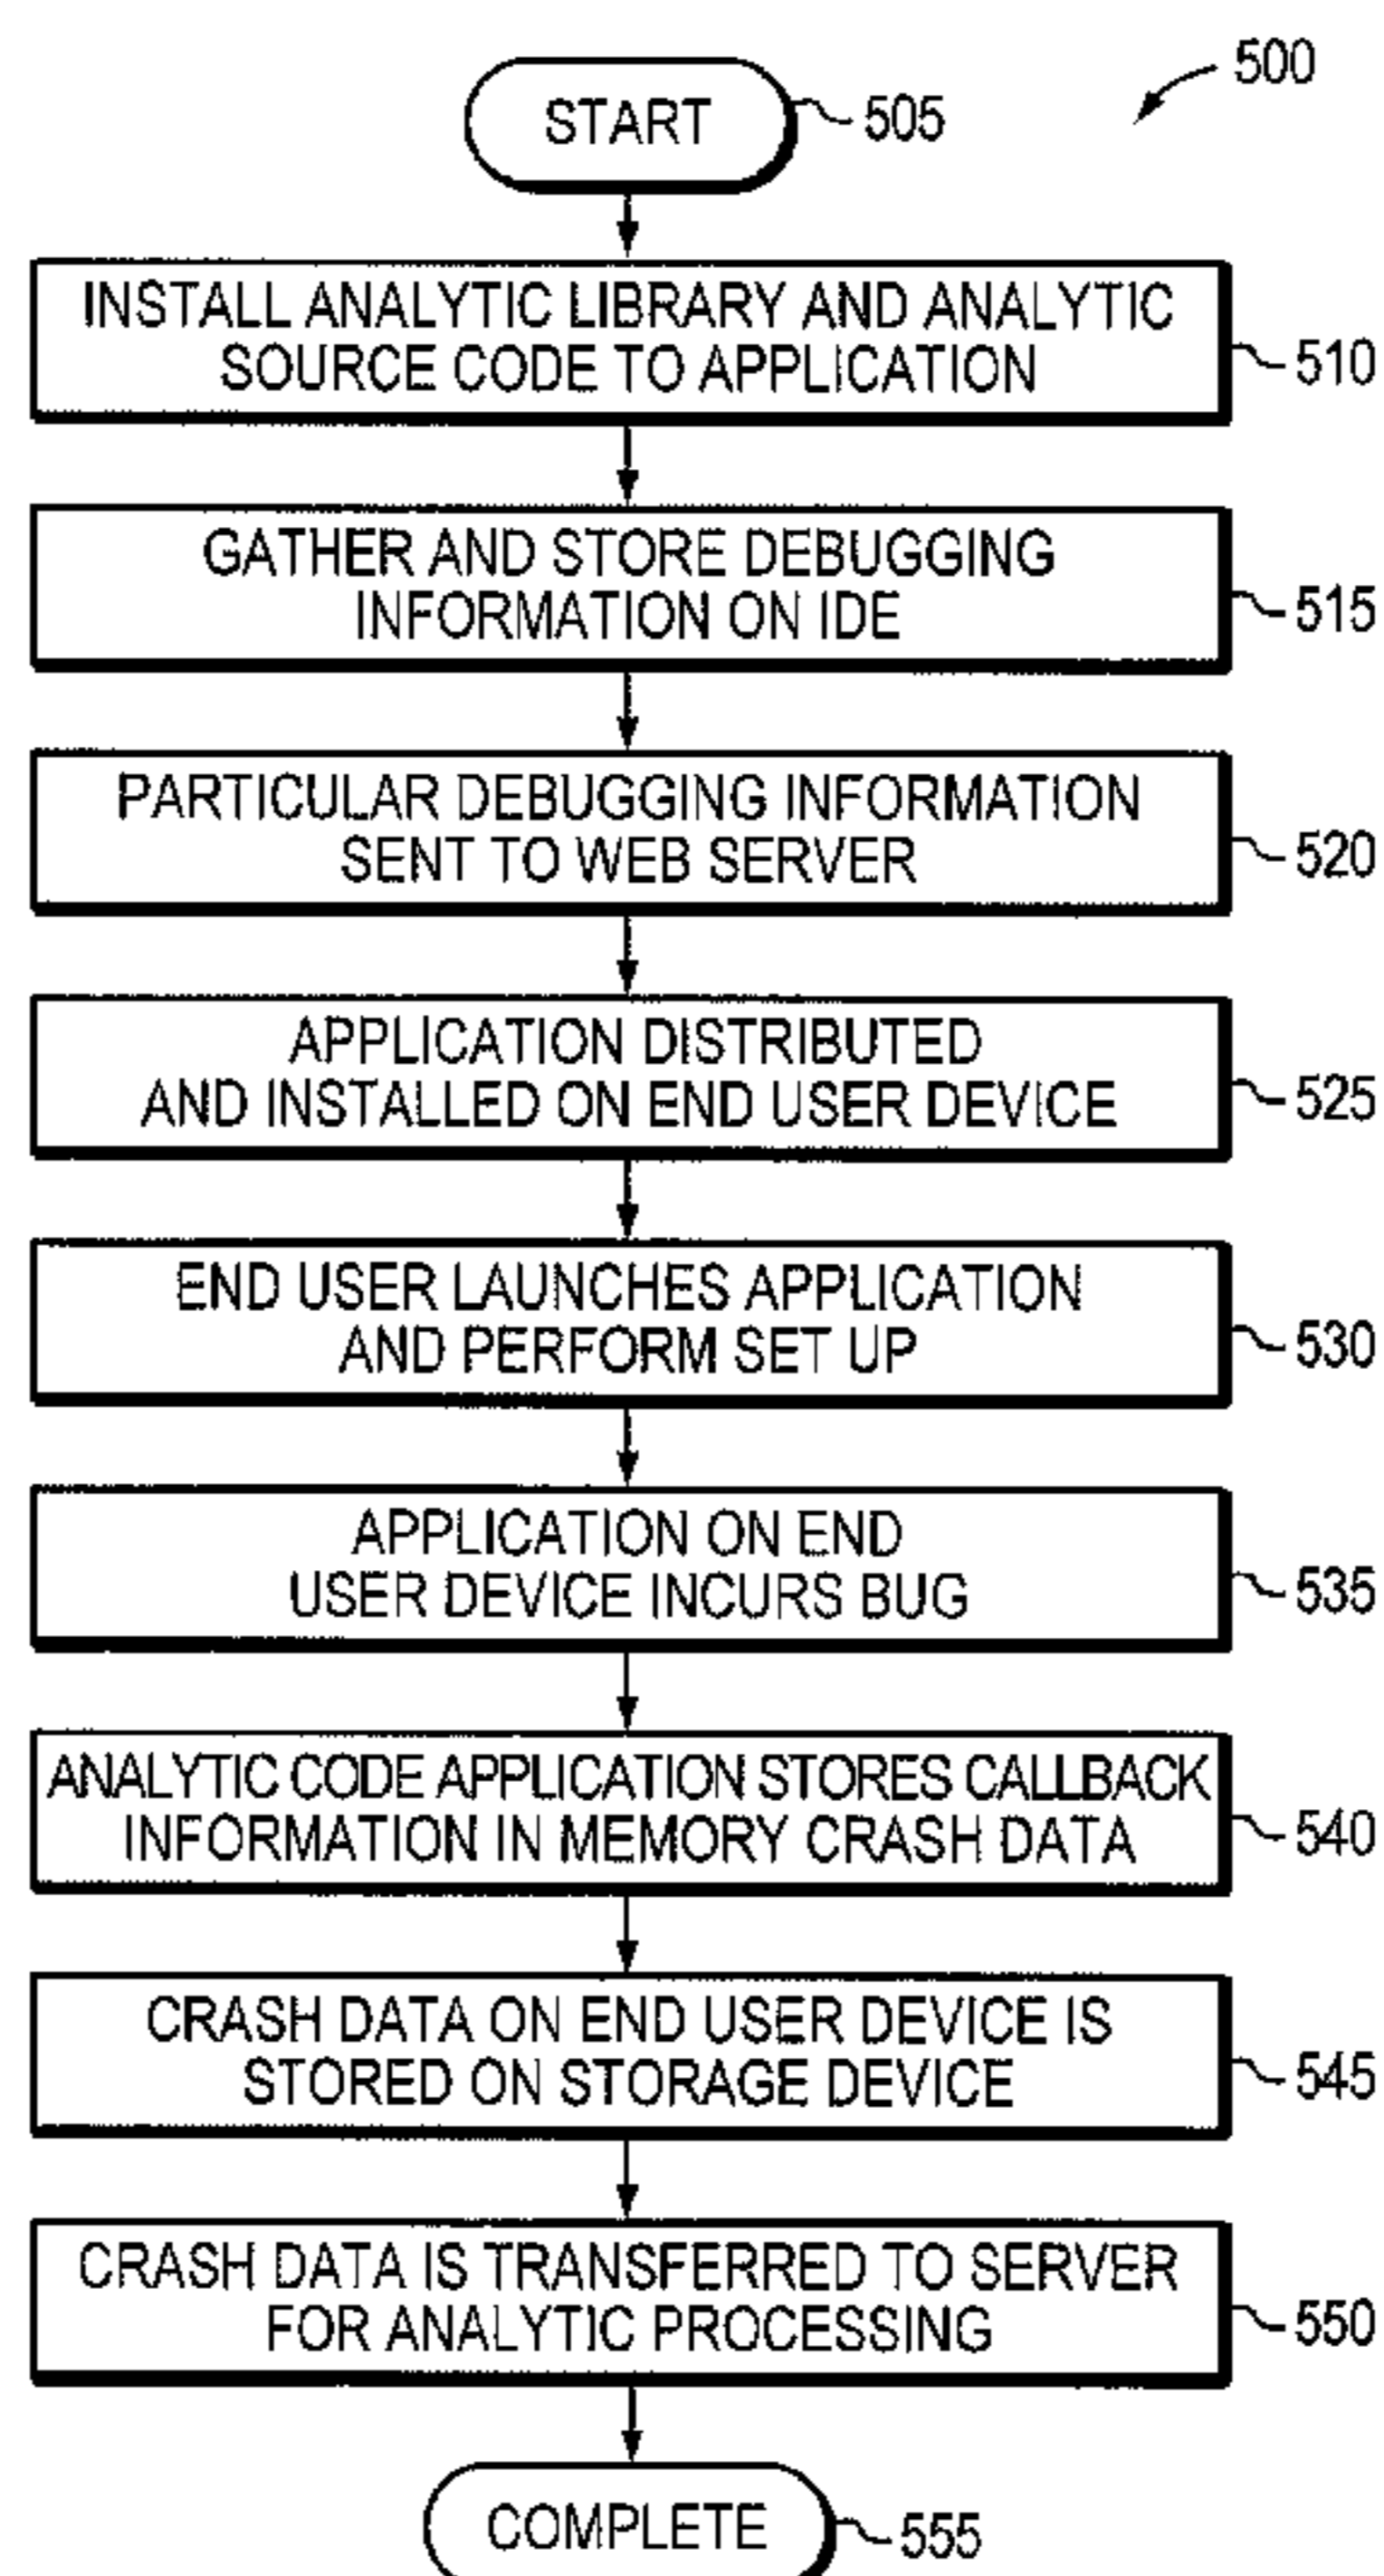 500
START
505
INSTALL ANALYTIC LIBRARY AND ANALYTIC
SOURCE CODE TO APPLICATION
510
GATHER AND STORE DEBUGGING
INFORMATION ON IDE
515
PARTICULAR DEBUGGING INFORMATION
SENT TO WEB SERVER
520
APPLICATION DISTRIBUTED
AND INSTALLED ON END USER DEVICE
525
END USER LAUNCHES APPLICATION
AND PERFORM SET UP
530
APPLICATION ON END
USER DEVICE INCURS BUG
535
ANALYTIC CODE APPLICATION STORES CALLBACK
INFORMATION IN MEMORY CRASH DATA
540
CRASH DATA ON END USER DEVICE IS
STORED ON STORAGE DEVICE
545
CRASH DATA IS TRANSFERRED TO SERVER
FOR ANALYTIC PROCESSING
550
COMPLETE
555